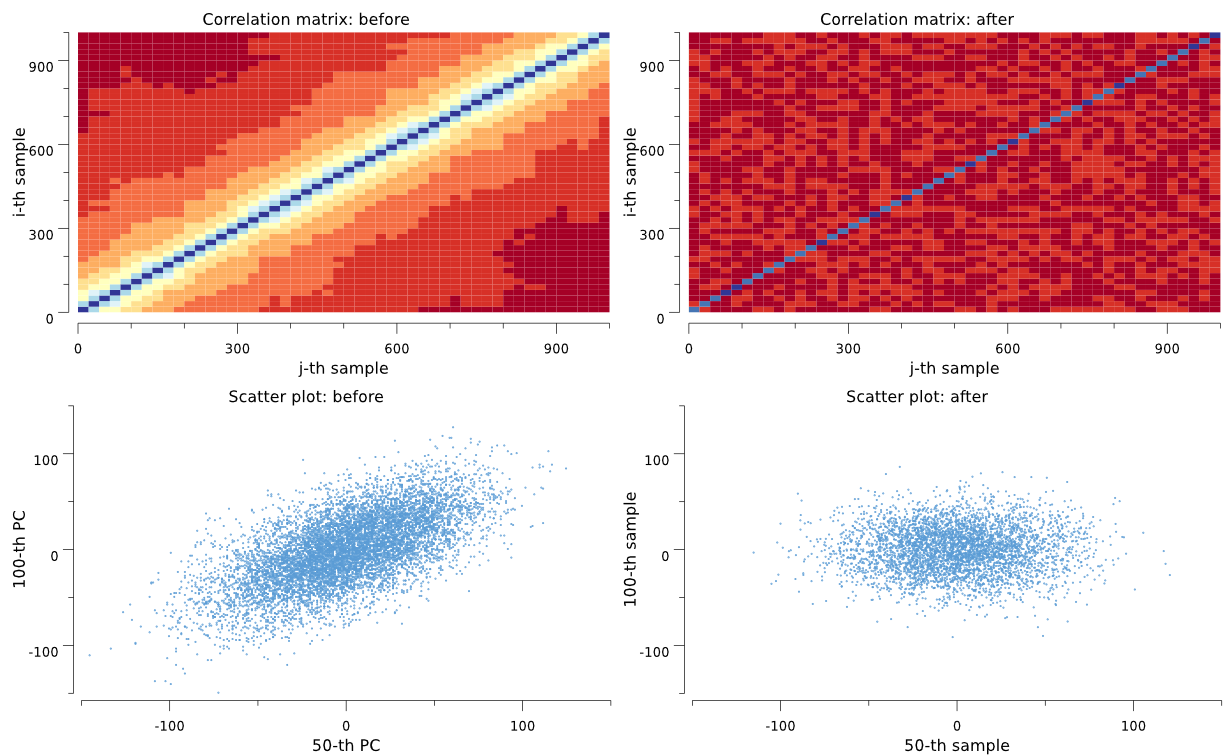 Correlation matrix: before
900
600
300
0
i-th sample
0 300 600 900
j-th sample
Correlation matrix: after
900
600
300
0
i-th sample
0 300 600 900
j-th sample
Scatter plot: before
100
0
-100
100-th PC
-100 0 100
50-th PC
Scatter plot: after
100
0
-100
100-th sample
-100 0 100
50-th sample